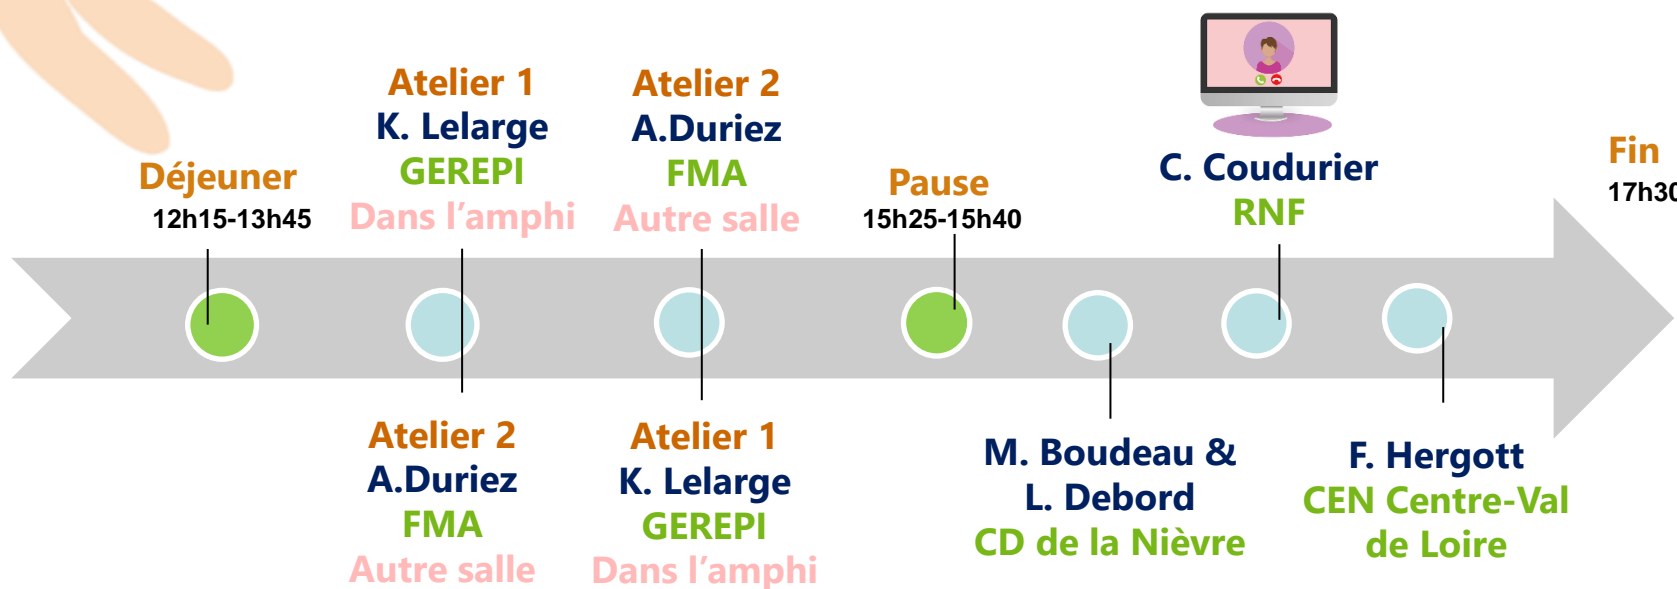 Déjeuner
12h15-13h45
Atelier 1
K. Lelarge
GEREPI
Dans l'amphi
Atelier 2
A.Duriez
FMA
Autre salle
Atelier 2
A.Duriez
FMA
Autre salle
Atelier 1
K. Lelarge
GEREPI
Dans l'amphi
Pause
15h25-15h40
M. Boudeau &
L. Debord
CD de la Nièvre
C. Coudurier
RNF
F. Hergott
CEN Centre-Val
de Loire
Fin
17h30